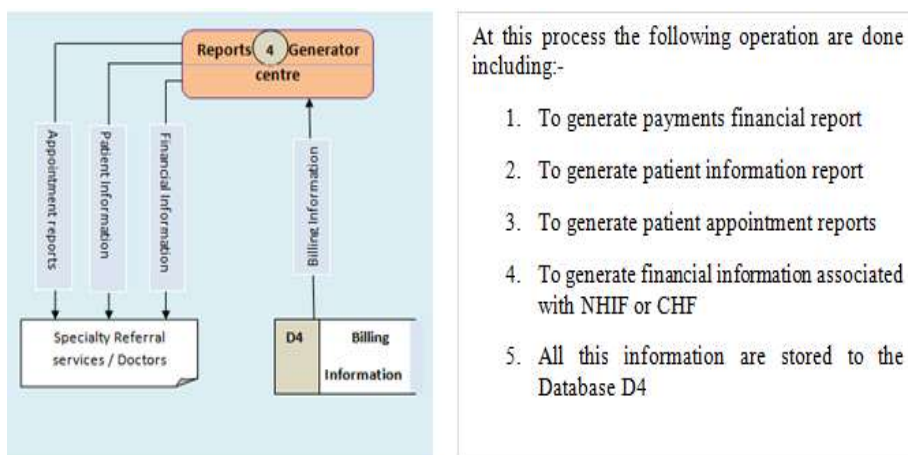 Reports 4 Generator
centre
Appointment reports
Patient Information
Financial Information
Billing Information
Specialty Referral
services / Doctors
D4 Billing
Information
At this process the following operation are done
including:-
1. To generate payments financial report
2. To generate patient information report
3. To generate patient appointment reports
4. To generate financial information associated
with NHIF or CHF
5. All this information are stored to the
Database D4